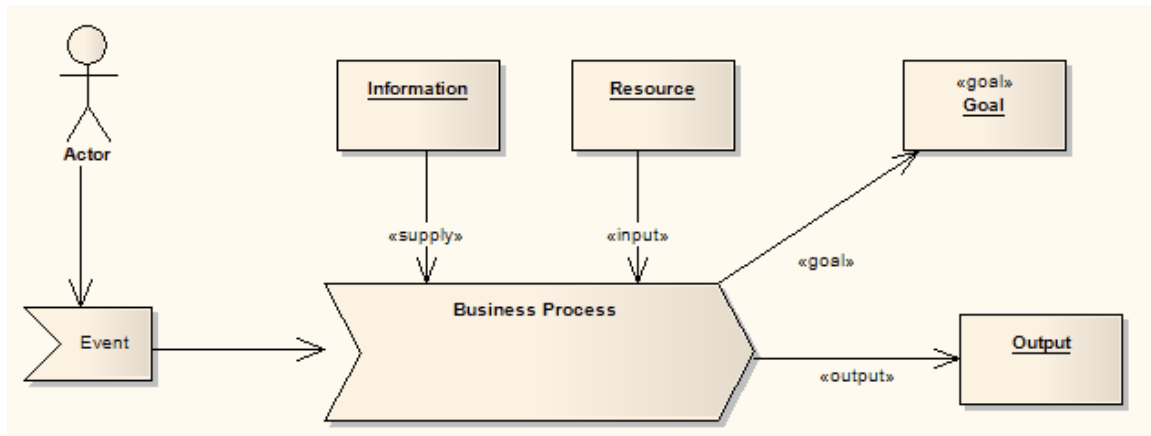 Information
Resource
«goal»
Goal
Actor
«supply»
«input»
«goal»
Business Process
Event
Output
«output»